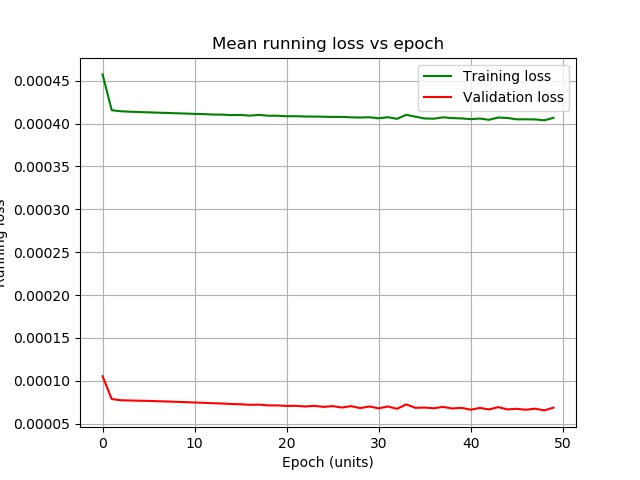 Mean running loss vs epoch
Training loss
Validation loss
0.00045
0.00040
0.00035
0.00030
0.00025
0.00020
0.00015
0.00010
0.00005
Running loss
0 10 20 30 40 50
Epoch (units)